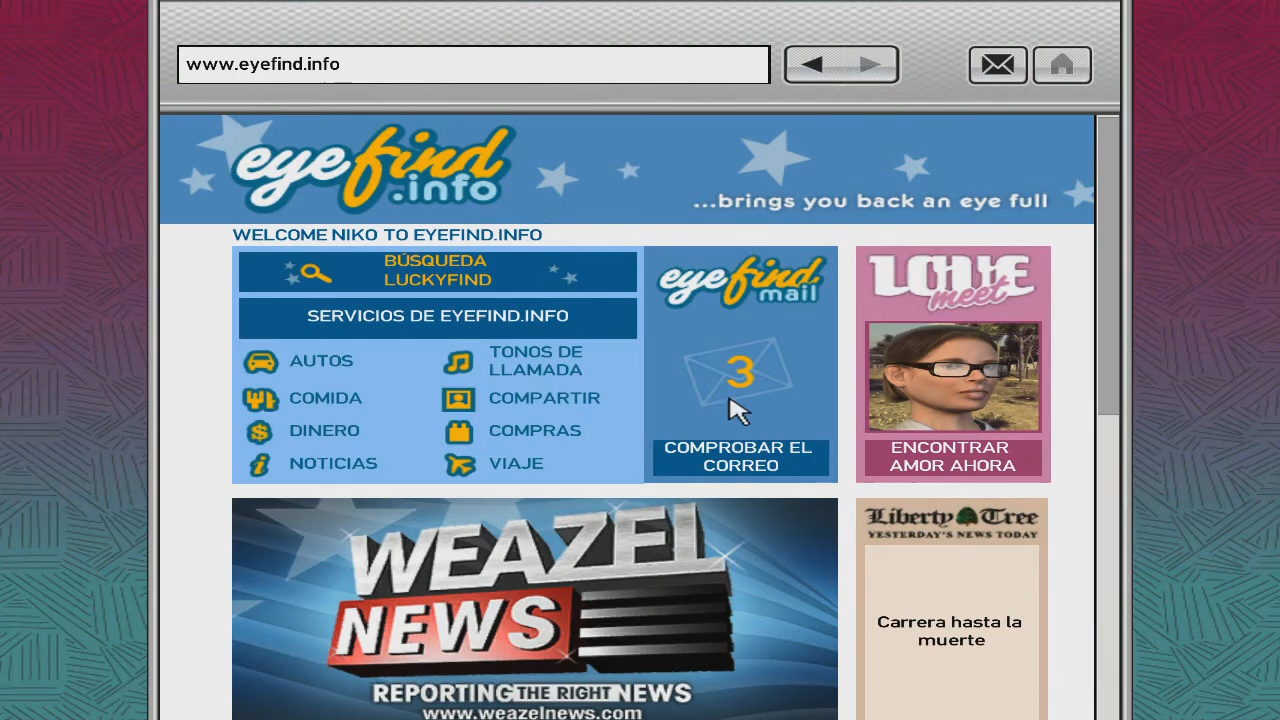 www.eyefind.info
eyefind
.info
...brings you back an eye full
WELCOME NIKO TO EYEFIND.INFO
BÚSQUEDA
LUCKYFIND
SERVICIOS DE EYEFIND.INFO
AUTOS
TONOS DE
LLAMADA
COMIDA
COMPARTIR
DINERO
COMPRAS
NOTICIAS
VIAJE
eyefind
mail
3
COMPROBAR EL
CORREO
LOVE
meet
ENCONTRAR
AMOR AHORA
WEAZEL
NEWS
REPORTING THE RIGHT NEWS
www.weazelnews.com
Liberty Tree
YESTERDAY'S NEWS TODAY
Carrera hasta la
muerte